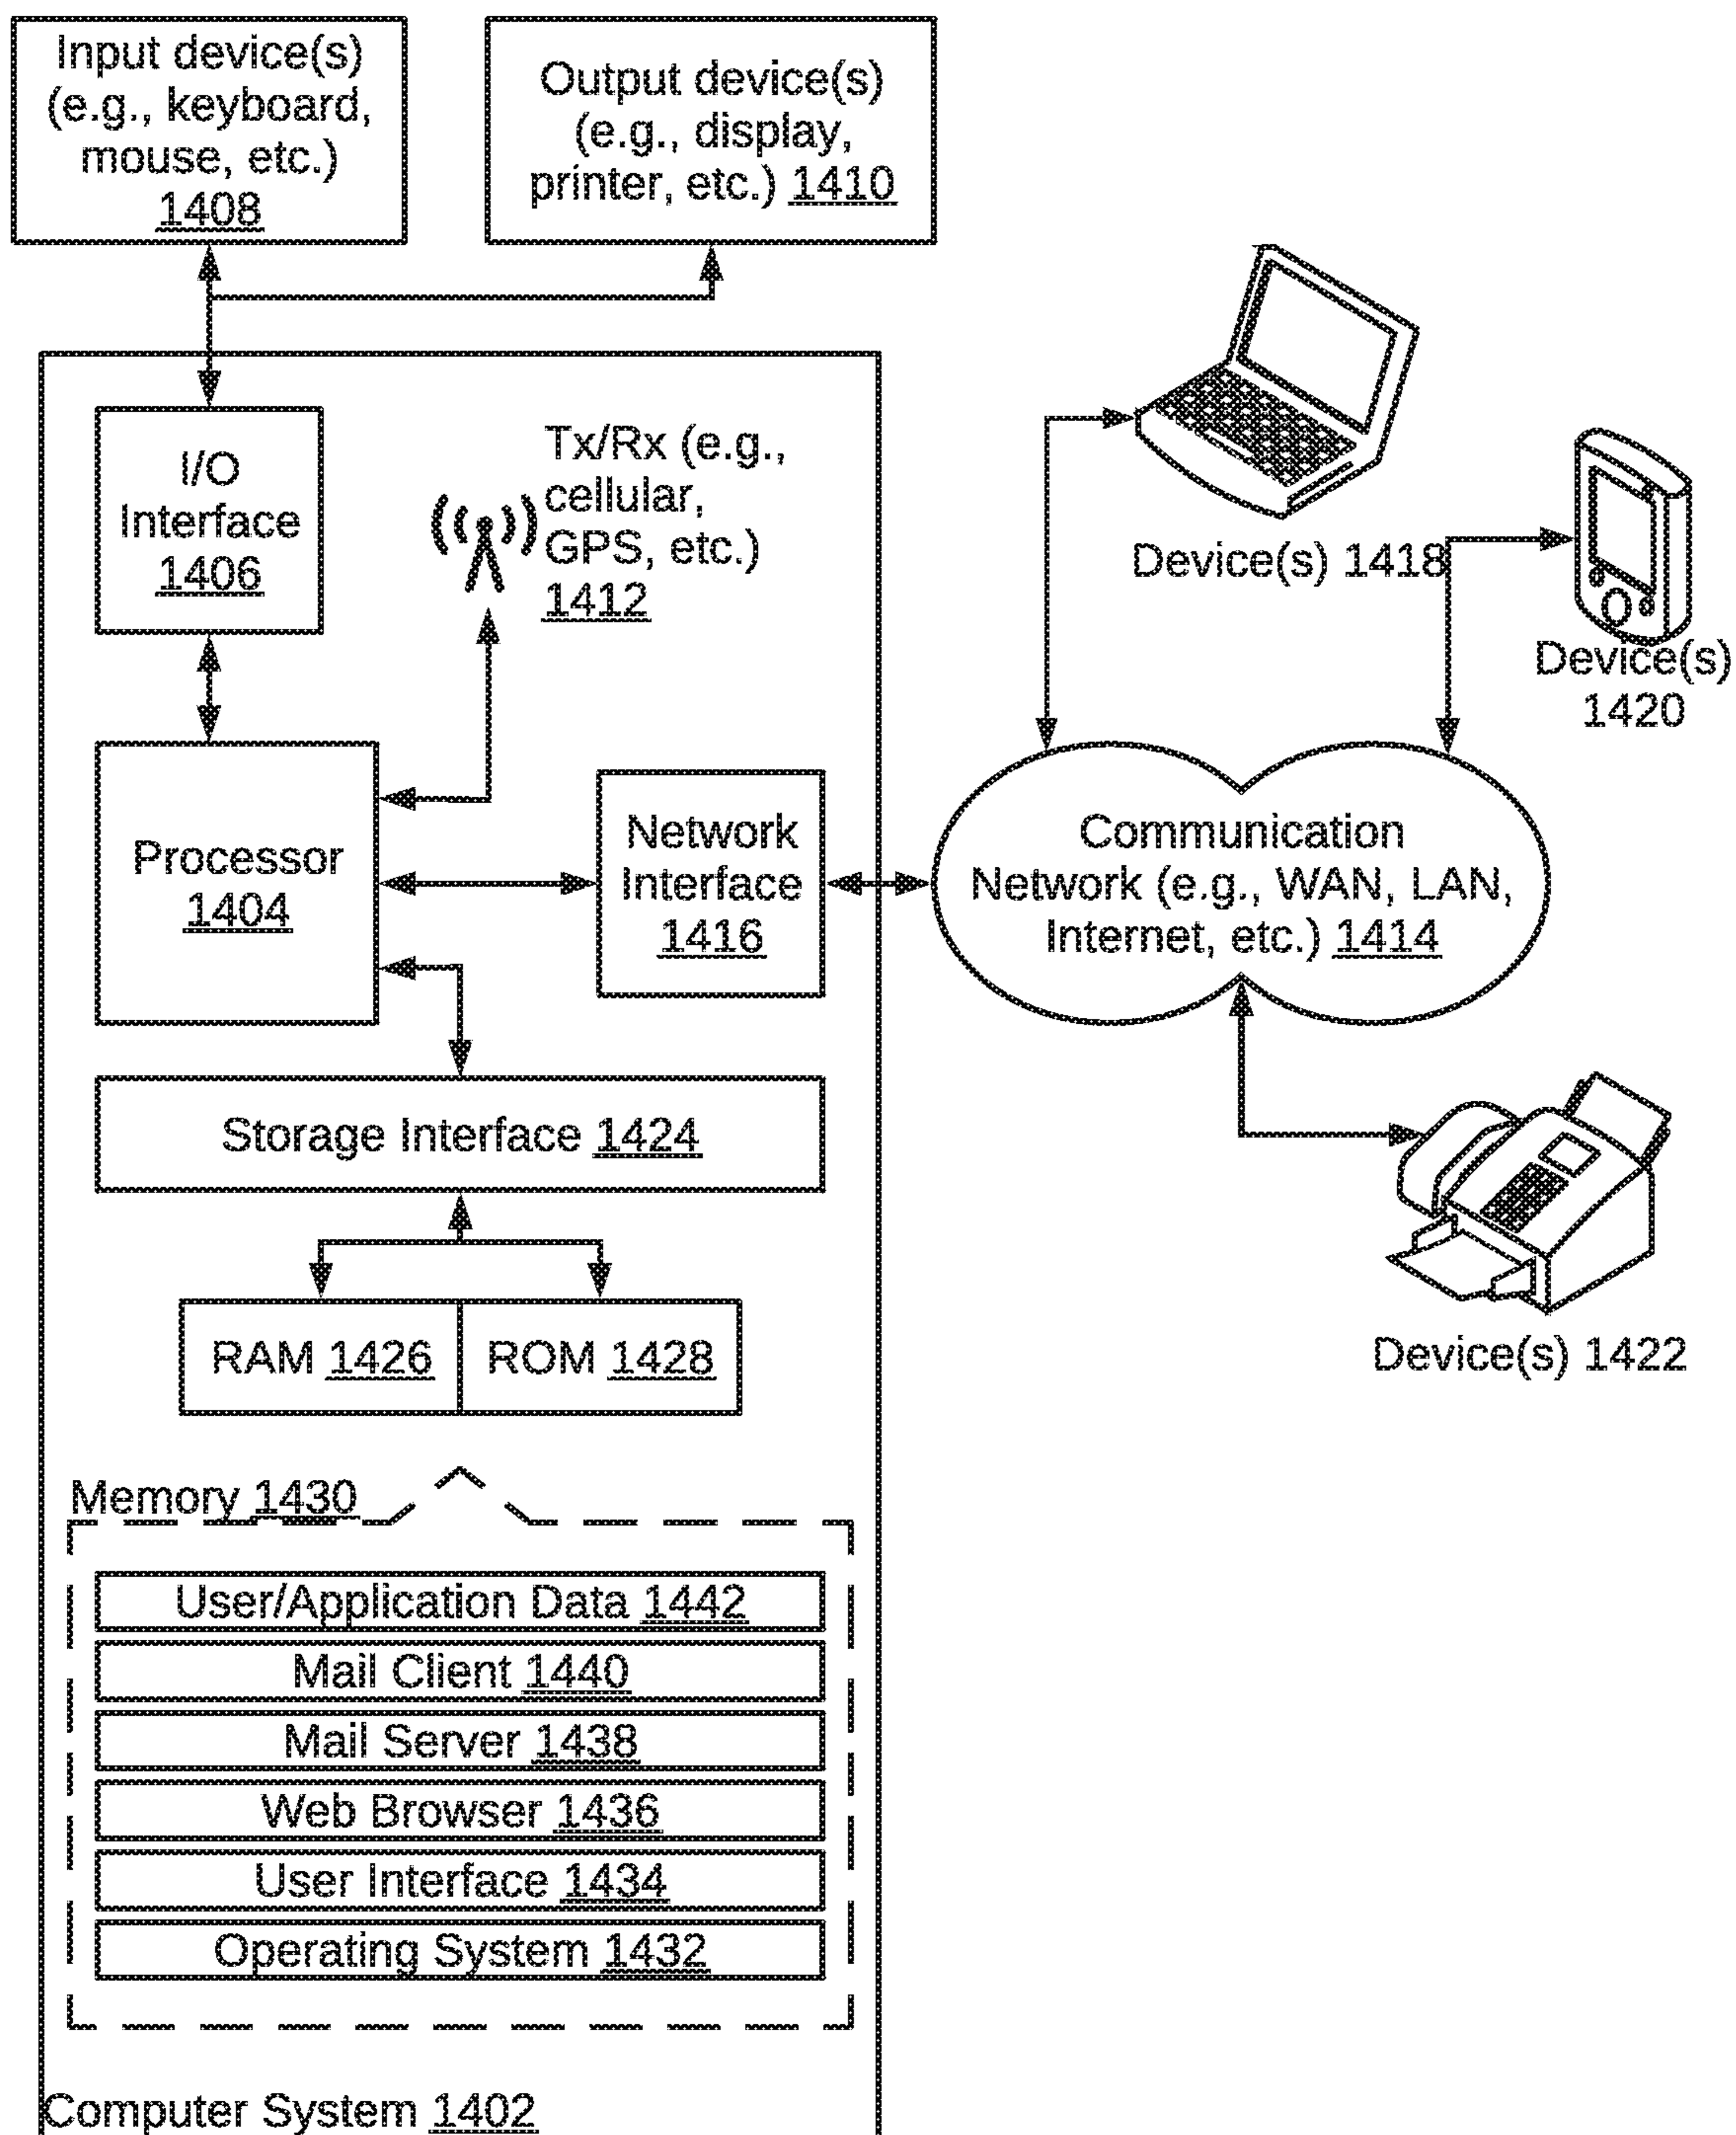 Input device(s)
(e.g., keyboard,
mouse, etc.)
1408
Output device(s)
(e.g., display,
printer, etc.) 1410
I/O
Interface
1406
Tx/Rx (e.g.,
cellular,
GPS, etc.)
1412
Device(s) 1418
Device(s)
1420
Processor
1404
Network
Interface
1416
Communication
Network (e.g., WAN, LAN,
Internet, etc.) 1414
Storage Interface 1424
RAM 1426
ROM 1428
Device(s) 1422
Memory 1430
User/Application Data 1442
Mail Client 1440
Mail Server 1438
Web Browser 1436
User Interface 1434
Operating System 1432
Computer System 1402